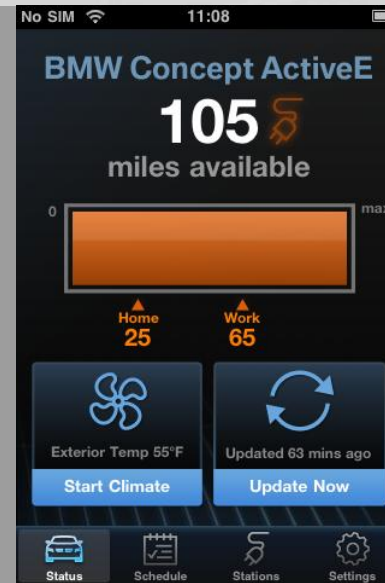 No SIM 11:08
BMW Concept ActiveE
105
miles available
0 max
Home Work
25 65
Exterior Temp 55°F Updated 63 mins ago
Start Climate Update Now
Status Schedule Stations Settings